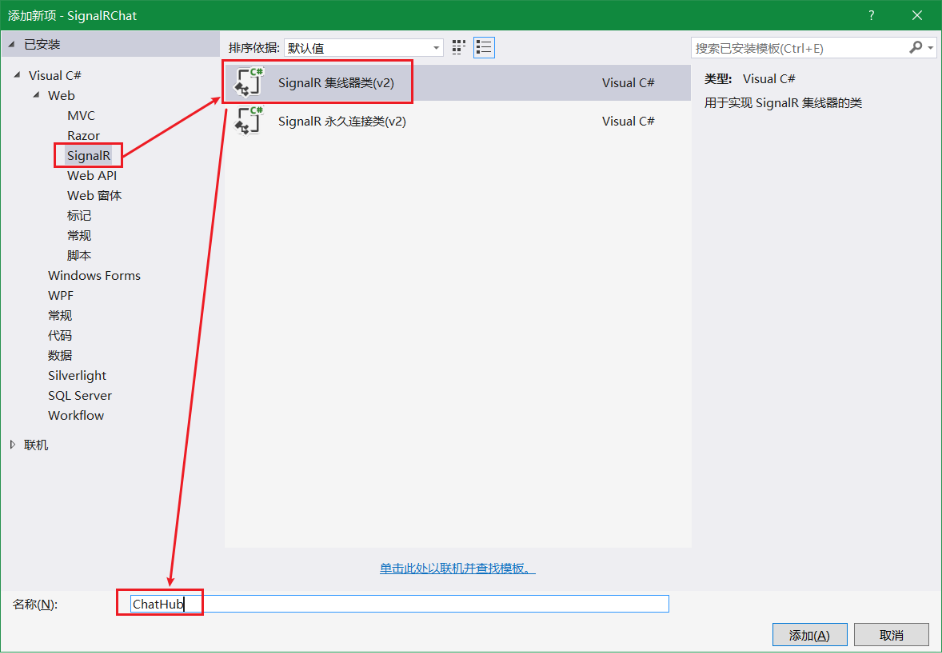 添加新项 - SignalRChat
?
已安装
排序依据: 默认值
搜索已安装模板(Ctrl+E)
Visual C#
Web
MVC
Razor
SignalR
Web API
Web 窗体
标记
常规
脚本
Windows Forms
WPF
常规
代码
数据
Silverlight
SQL Server
Workflow
联机
C# SignalR 集线器类(v2) Visual C#
C# SignalR 永久连接类(v2) Visual C#
类型: Visual C#
用于实现 SignalR 集线器的类
单击此处以联机并查找模板。
名称(N): ChatHub
添加(A) 取消